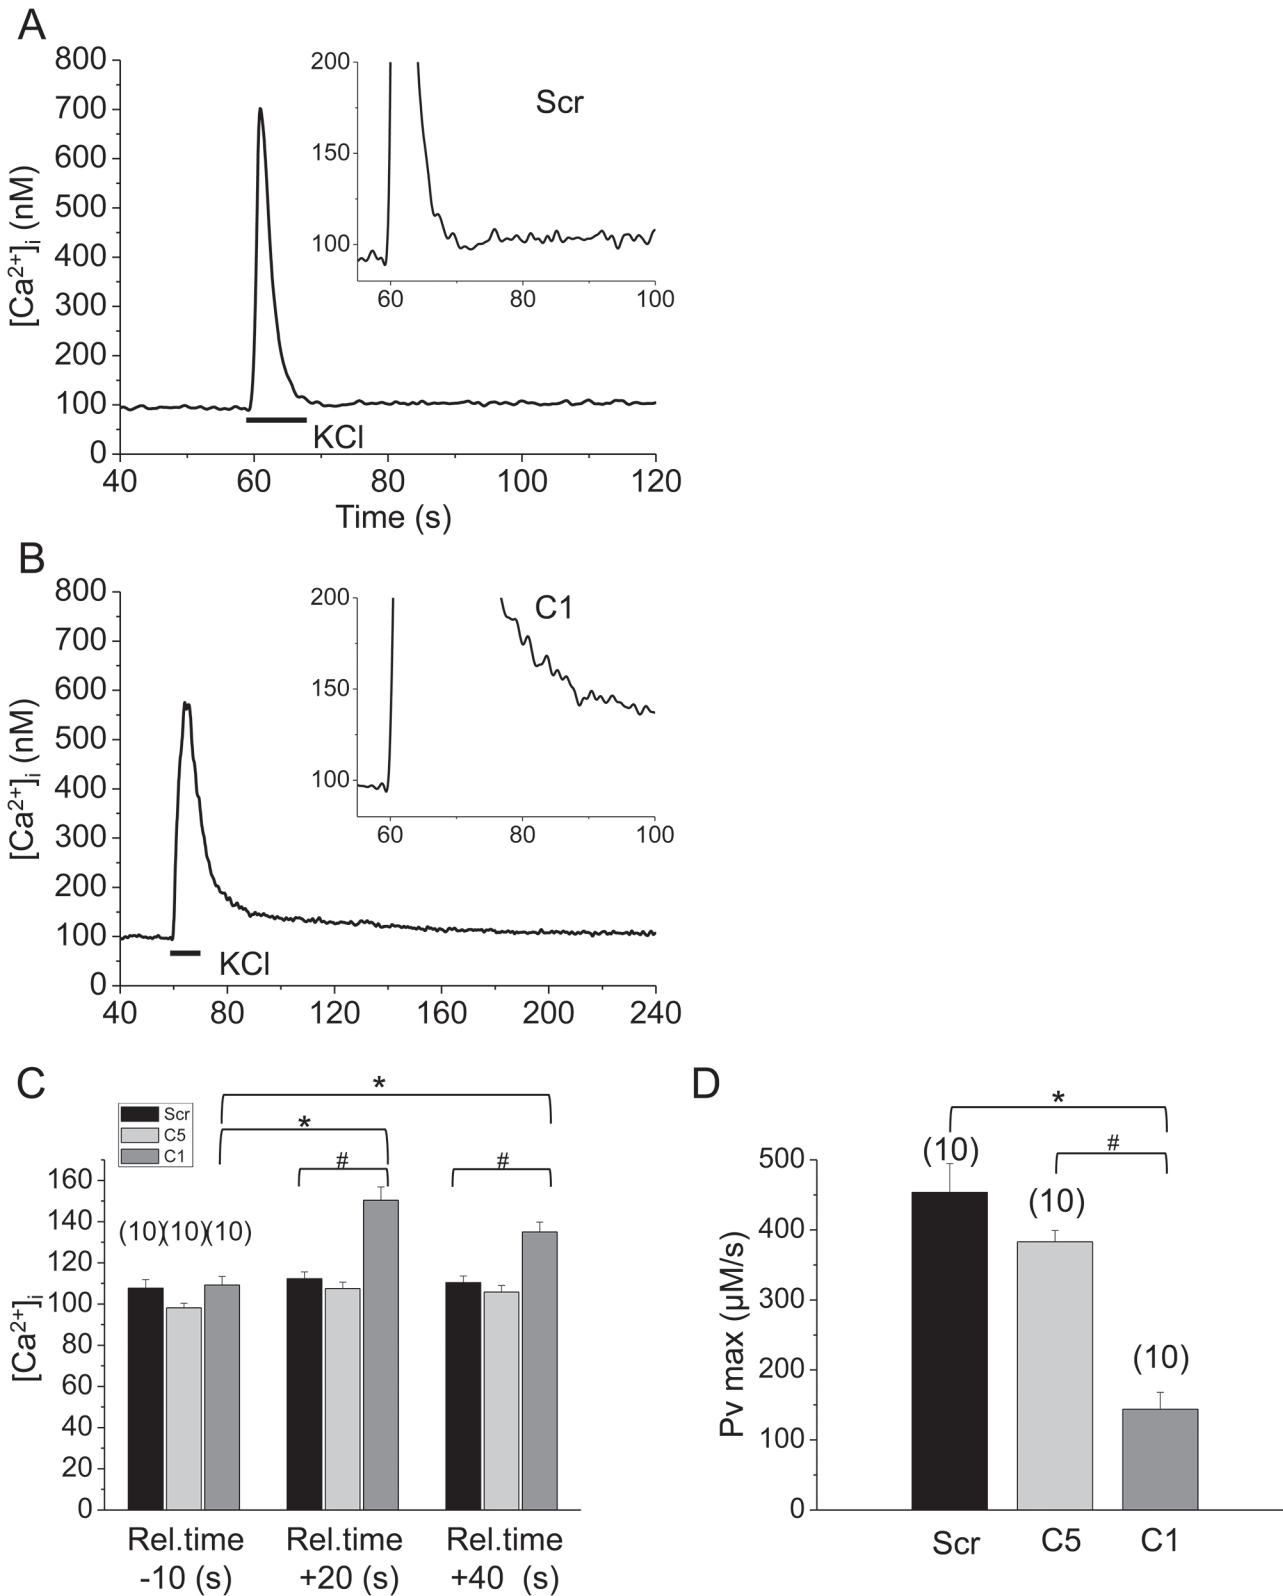 A
800
700
600
500
400
300
200
100
0
[Ca2+]i (nM)
40 60 80 100 120
Time (s)
KCl
200
150
100
60 80 100
Scr
B
800
700
600
500
400
300
200
100
0
[Ca2+]i (nM)
40 80 120 160 200 240
KCl
200
150
100
60 80 100
C1
C
Scr
C5
C1
*
*
# #
160
140
120
100
80
60
40
20
0
[Ca2+]i
(10)(10)(10)
Rel.time Rel.time Rel.time
-10 (s) +20 (s) +40 (s)
D
*
#
500
400
300
200
100
0
Pv max (µM/s)
(10)
(10)
(10)
Scr C5 C1